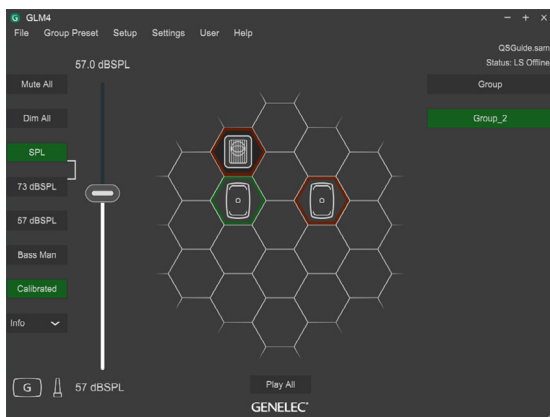 G GLM4
File Group Preset Setup Settings User Help
QSGuide.sam
Status: LS Offline
57.0 dBSPL
Mute All
Dim All
SPL
73 dBSPL
57 dBSPL
Bass Man
Calibrated
Info
Group
Group_2
G
57 dBSPL
Play All
GENELEC®